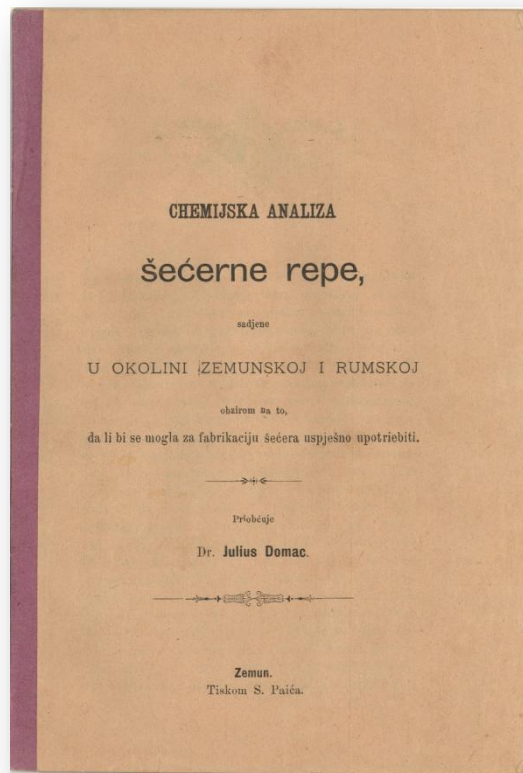 CHEMIJSKA ANALIZA
šećerne repe,
sadjene
U OKOLINI ZEMUNSKOJ I RUMSKOJ
obzirom na to,
da li bi se mogla za fabrikaciju šećera uspješno upotriebiti.
Priobćuje
Dr. Julius Domac.
Zemun.
Tiskom S. Paića.